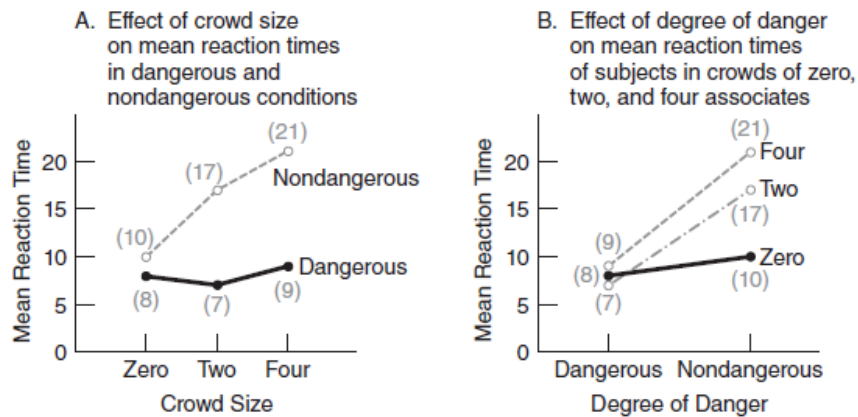 A. Effect of crowd size
on mean reaction times
in dangerous and
nondangerous conditions
Mean Reaction Time
20
15
10
5
0
(10)
(17)
(21)
Nondangerous
Dangerous
(8)
(7)
(9)
Zero Two Four
Crowd Size
B. Effect of degree of danger
on mean reaction times
of subjects in crowds of zero,
two, and four associates
Mean Reaction Time
20
15
10
5
0
(21)
Four
Two
(17)
(9)
(8)
(7)
Zero
(10)
Dangerous Nondangerous
Degree of Danger